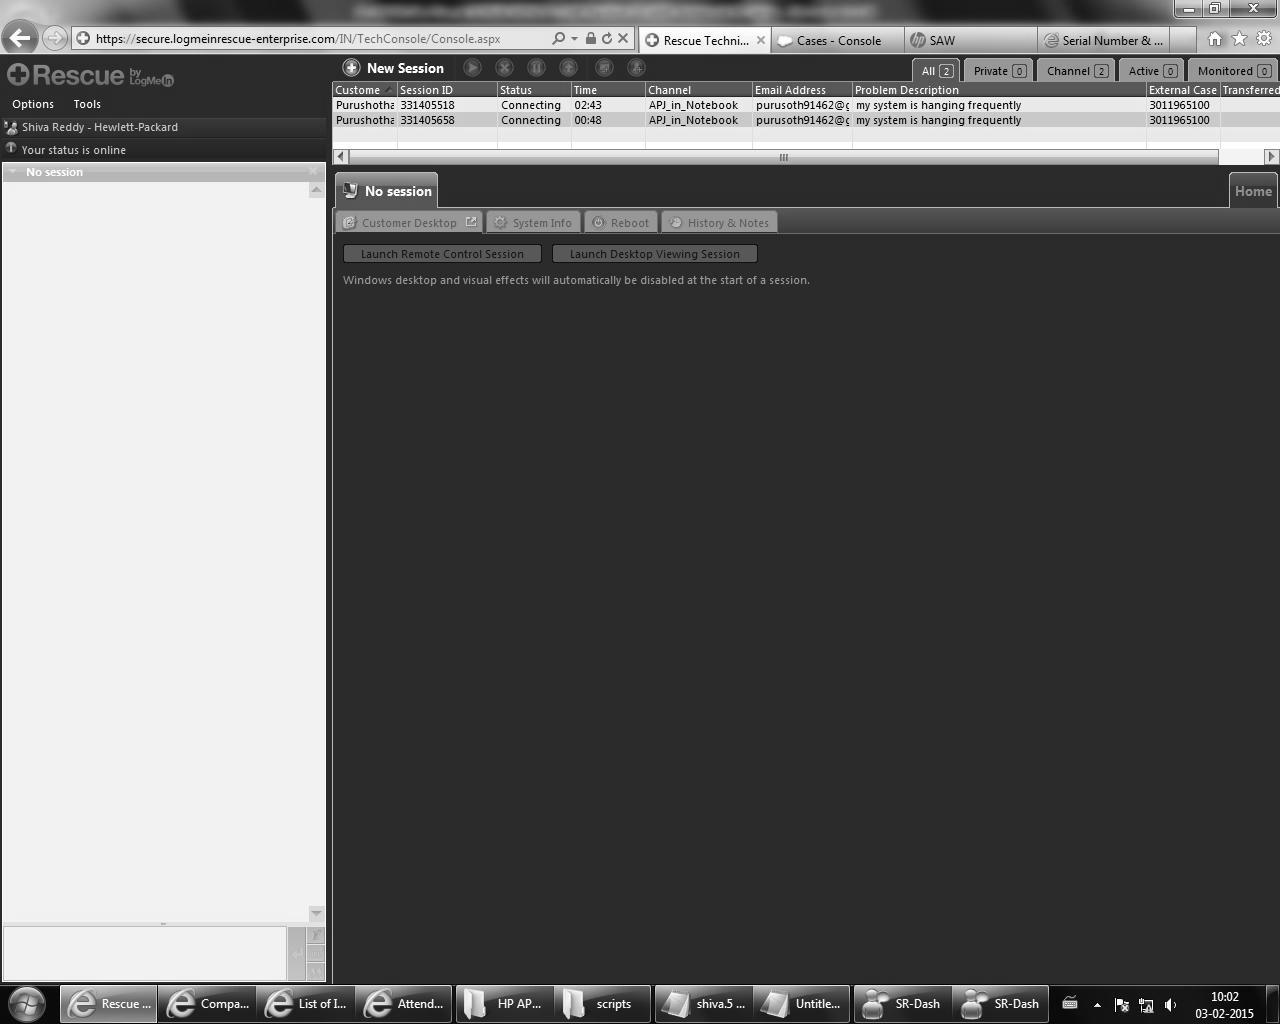 https://secure.logmeinrescue-enterprise.com/IN/TechConsole/Console.aspx
Rescue Techni...
Cases - Console
SAW
Serial Number & ...
Rescue by LogMeIn
New Session
All 2
Private 0
Channel 2
Active 0
Monitored 0
Options Tools
Custome Session ID Status Time Channel Email Address Problem Description External Case Transferred
Purushotha 331405518 Connecting 02:43 APJ_in_Notebook purusoth91462@g my system is hanging frequently 3011965100
Purushotha 331405658 Connecting 00:48 APJ_in_Notebook purusoth91462@g my system is hanging frequently 3011965100
Shiva Reddy - Hewlett-Packard
Your status is online
No session
No session
Home
Customer Desktop
System Info
Reboot
History & Notes
Launch Remote Control Session
Launch Desktop Viewing Session
Windows desktop and visual effects will automatically be disabled at the start of a session.
Rescue ...
Compa...
List of I...
Attend...
HP AP...
scripts
shiva.5 ...
Untitle...
SR-Dash
SR-Dash
10:02
03-02-2015